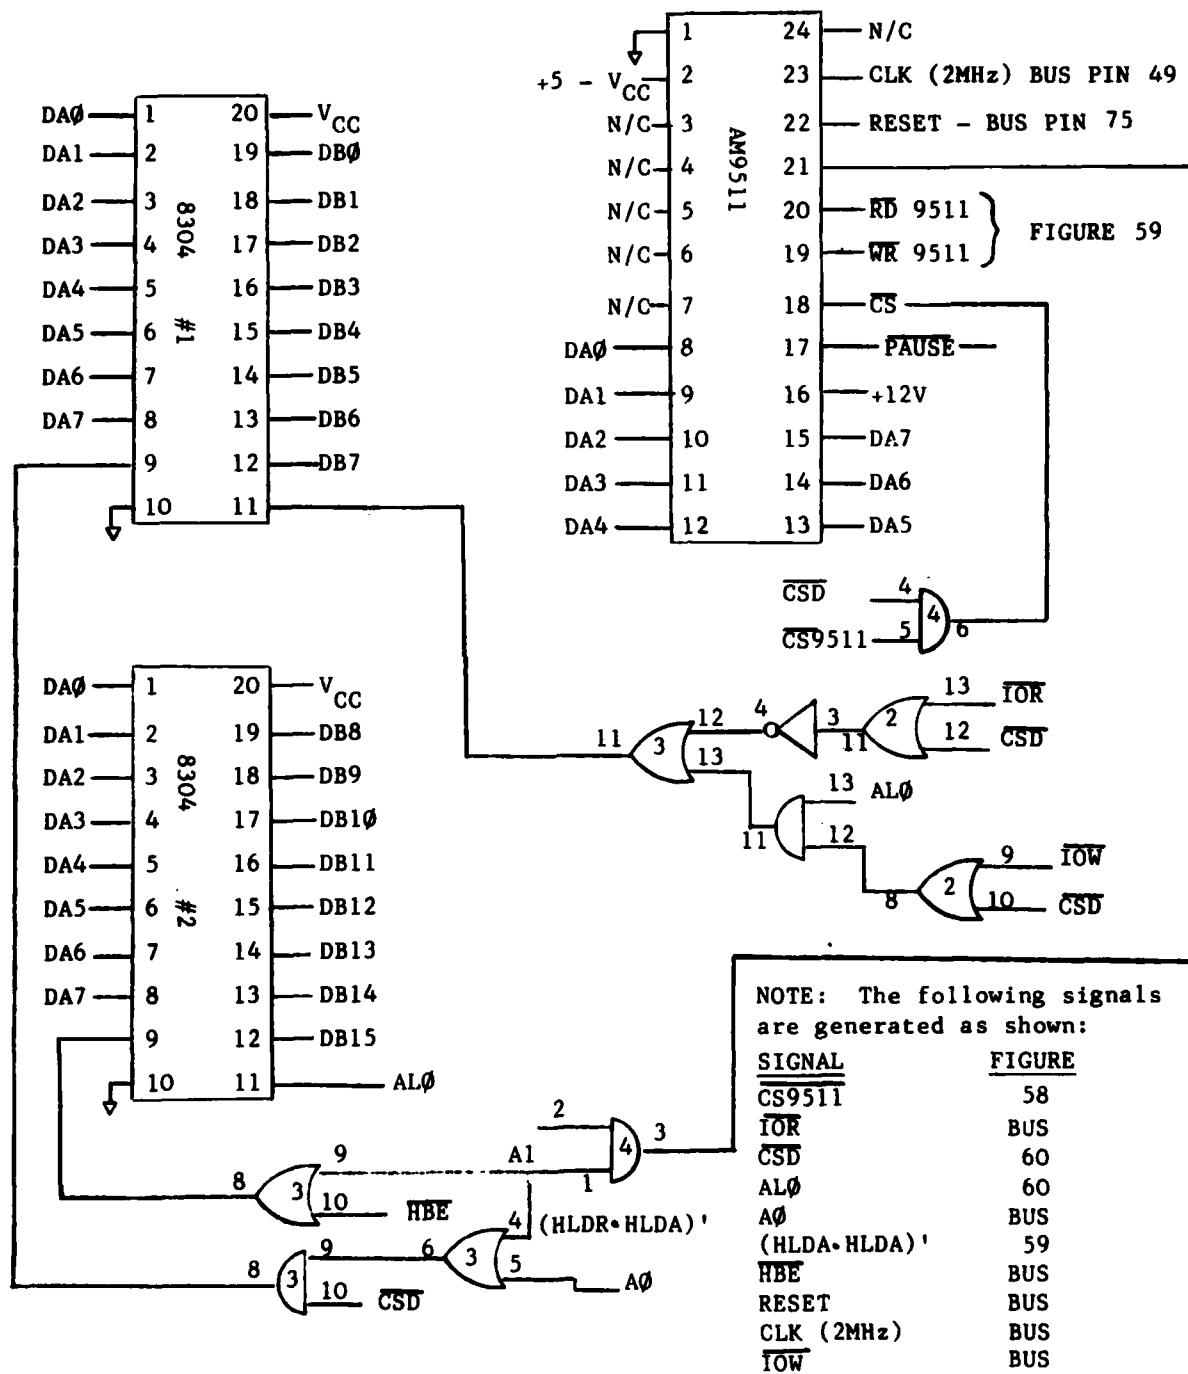 1 24 N/C
+5 - VCC 2 23 CLK (2MHz) BUS PIN 49
N/C 3 22 RESET - BUS PIN 75
N/C 4 21
N/C 5 20 RD 9511
N/C 6 19 WR 9511
FIGURE 59
N/C 7 18 CS
DAØ 8 17 PAUSE
DA1 9 16 +12V
DA2 10 15 DA7
DA3 11 14 DA6
DA4 12 13 DA5
AM9511
DAØ 1 20 VCC
DA1 2 19 DBØ
DA2 3 18 DB1
DA3 4 17 DB2
DA4 5 16 DB3
DA5 6 15 DB4
DA6 7 14 DB5
DA7 8 13 DB6
9 12 DB7
10 11
8304
#1
CSD 4
CS9511 5
4 6
13 IOR
12 CSD
2 11
3 4
12
13
3 11
13 ALØ
12
11
9 IOW
10 CSD
2 8
DAØ 1 20 VCC
DA1 2 19 DB8
DA2 3 18 DB9
DA3 4 17 DB1Ø
DA4 5 16 DB11
DA5 6 15 DB12
DA6 7 14 DB13
DA7 8 13 DB14
9 12 DB15
10 11 ALØ
8304
#2
2
A1 1
4 3
9
10 HBE
8 3
(HLDR•HLDA)' 4
5 AØ
6
9
10 CSD
8 3
NOTE: The following signals
are generated as shown:
SIGNAL FIGURE
CS9511 58
IOR BUS
CSD 60
ALØ 60
AØ BUS
(HLDA•HLDA)' 59
HBE BUS
RESET BUS
CLK (2MHz) BUS
IOW BUS